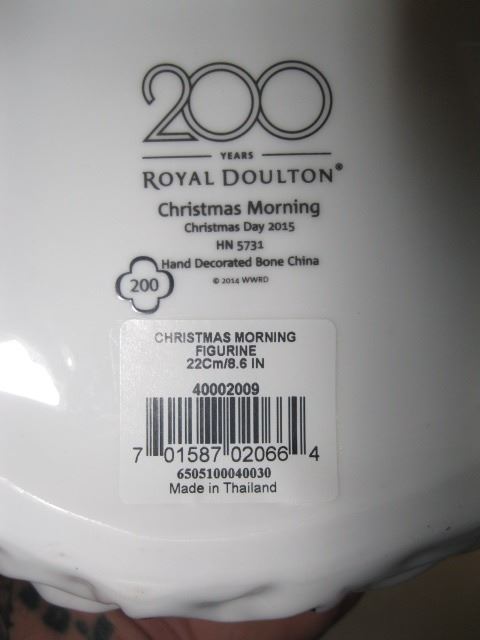 200
YEARS
ROYAL DOULTON®
Christmas Morning
Christmas Day 2015
HN 5731
Hand Decorated Bone China
200
© 2014 WWRD
CHRISTMAS MORNING
FIGURINE
22Cm/8.6 IN
40002009
7 01587 02066 4
6505100040030
Made in Thailand